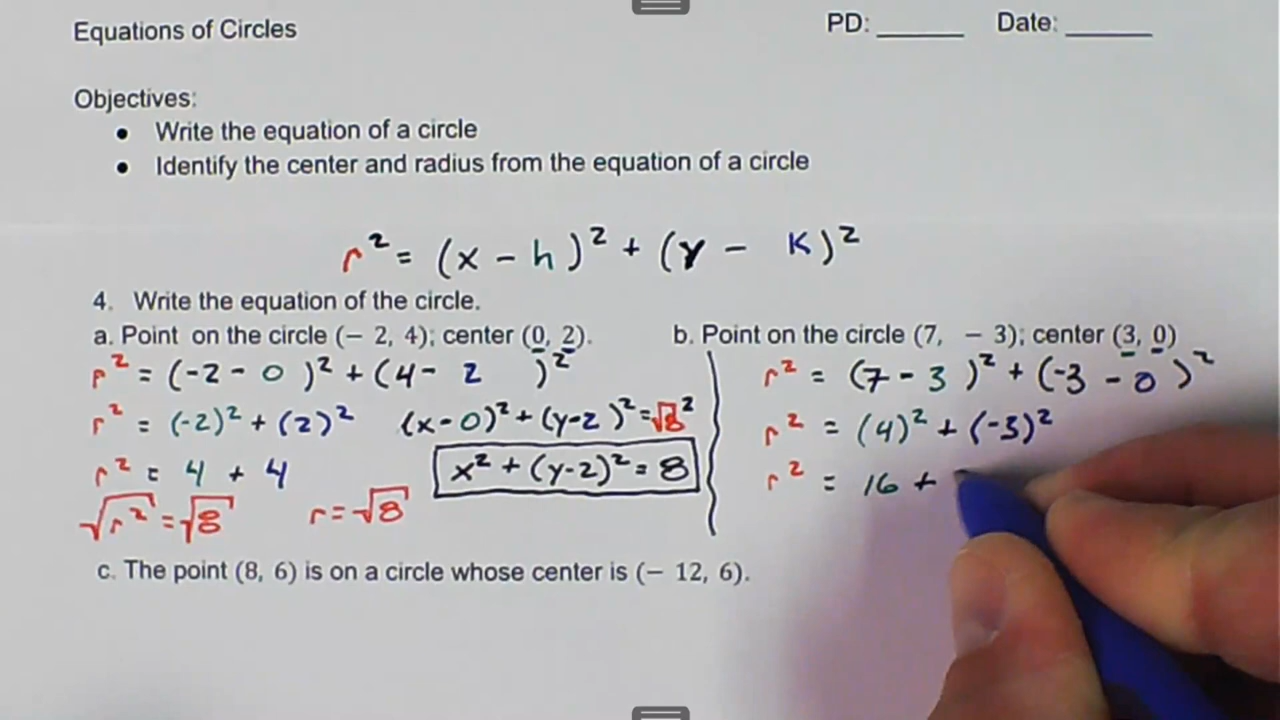 Equations of Circles PD: ______ Date: ______
Objectives:
• Write the equation of a circle
• Identify the center and radius from the equation of a circle
r² = (x - h)² + (y - k)²
4. Write the equation of the circle.
a. Point on the circle (− 2, 4); center (0, 2).
r² = (-2 - 0)² + (4 - 2)²
r² = (-2)² + (2)²
r² = 4 + 4
√r² = √8 r = √8
(x-0)² + (y-2)² = √8²
x² + (y-2)² = 8
b. Point on the circle (7, − 3); center (3, 0)
r² = (7 - 3)² + (-3 - 0)²
r² = (4)² + (-3)²
r² = 16 +
c. The point (8, 6) is on a circle whose center is (− 12, 6).